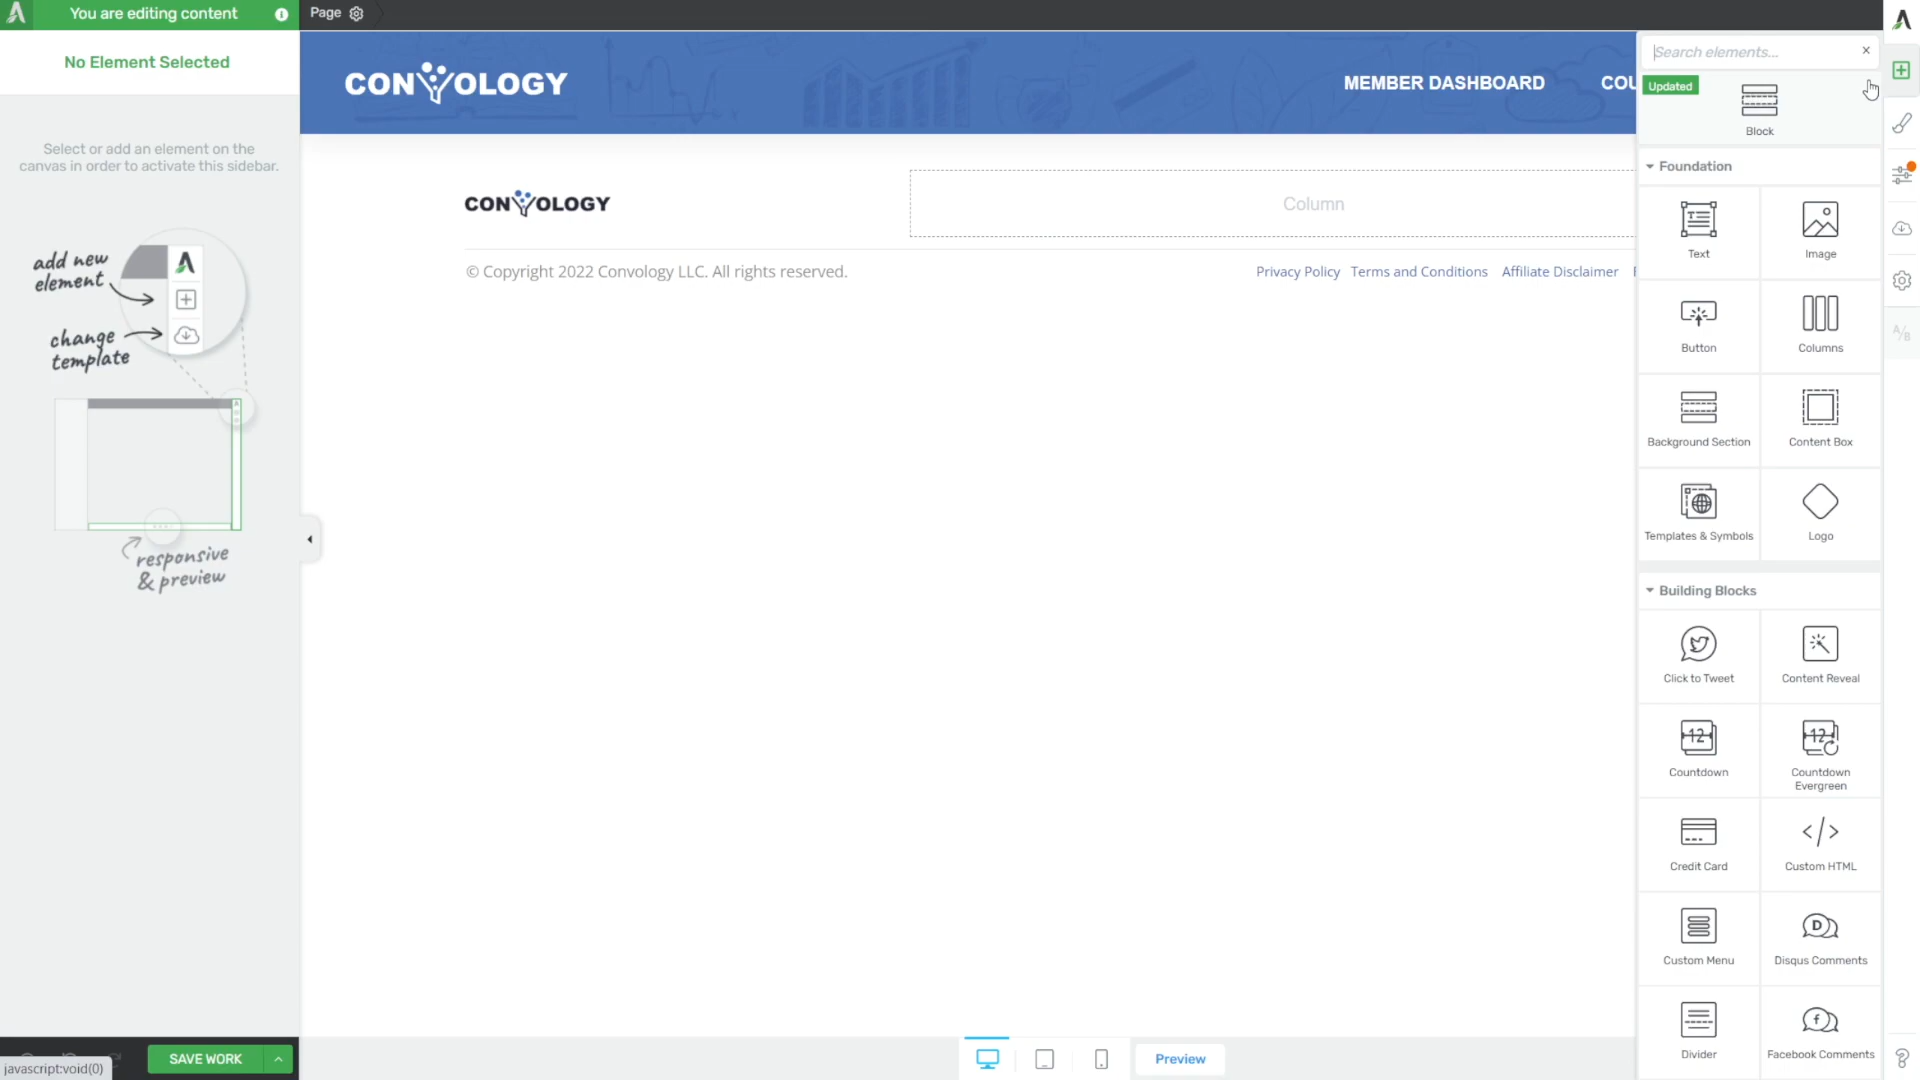 You are editing content
Page
No Element Selected
Select or add an element on the
canvas in order to activate this sidebar.
add new
element
change
template
responsive
& preview
SAVE WORK
javascript:void(0)
CONVOLOGY
MEMBER DASHBOARD
COU
CONVOLOGY
Column
© Copyright 2022 Convology LLC. All rights reserved.
Privacy Policy
Terms and Conditions
Affiliate Disclaimer
Preview
Search elements...
Updated
Block
Foundation
Text
Image
Button
Columns
Background Section
Content Box
Templates & Symbols
Logo
Building Blocks
Click to Tweet
Content Reveal
12
Countdown
12
Countdown
Evergreen
Credit Card
Custom HTML
Custom Menu
Disqus Comments
Divider
Facebook Comments
A/B